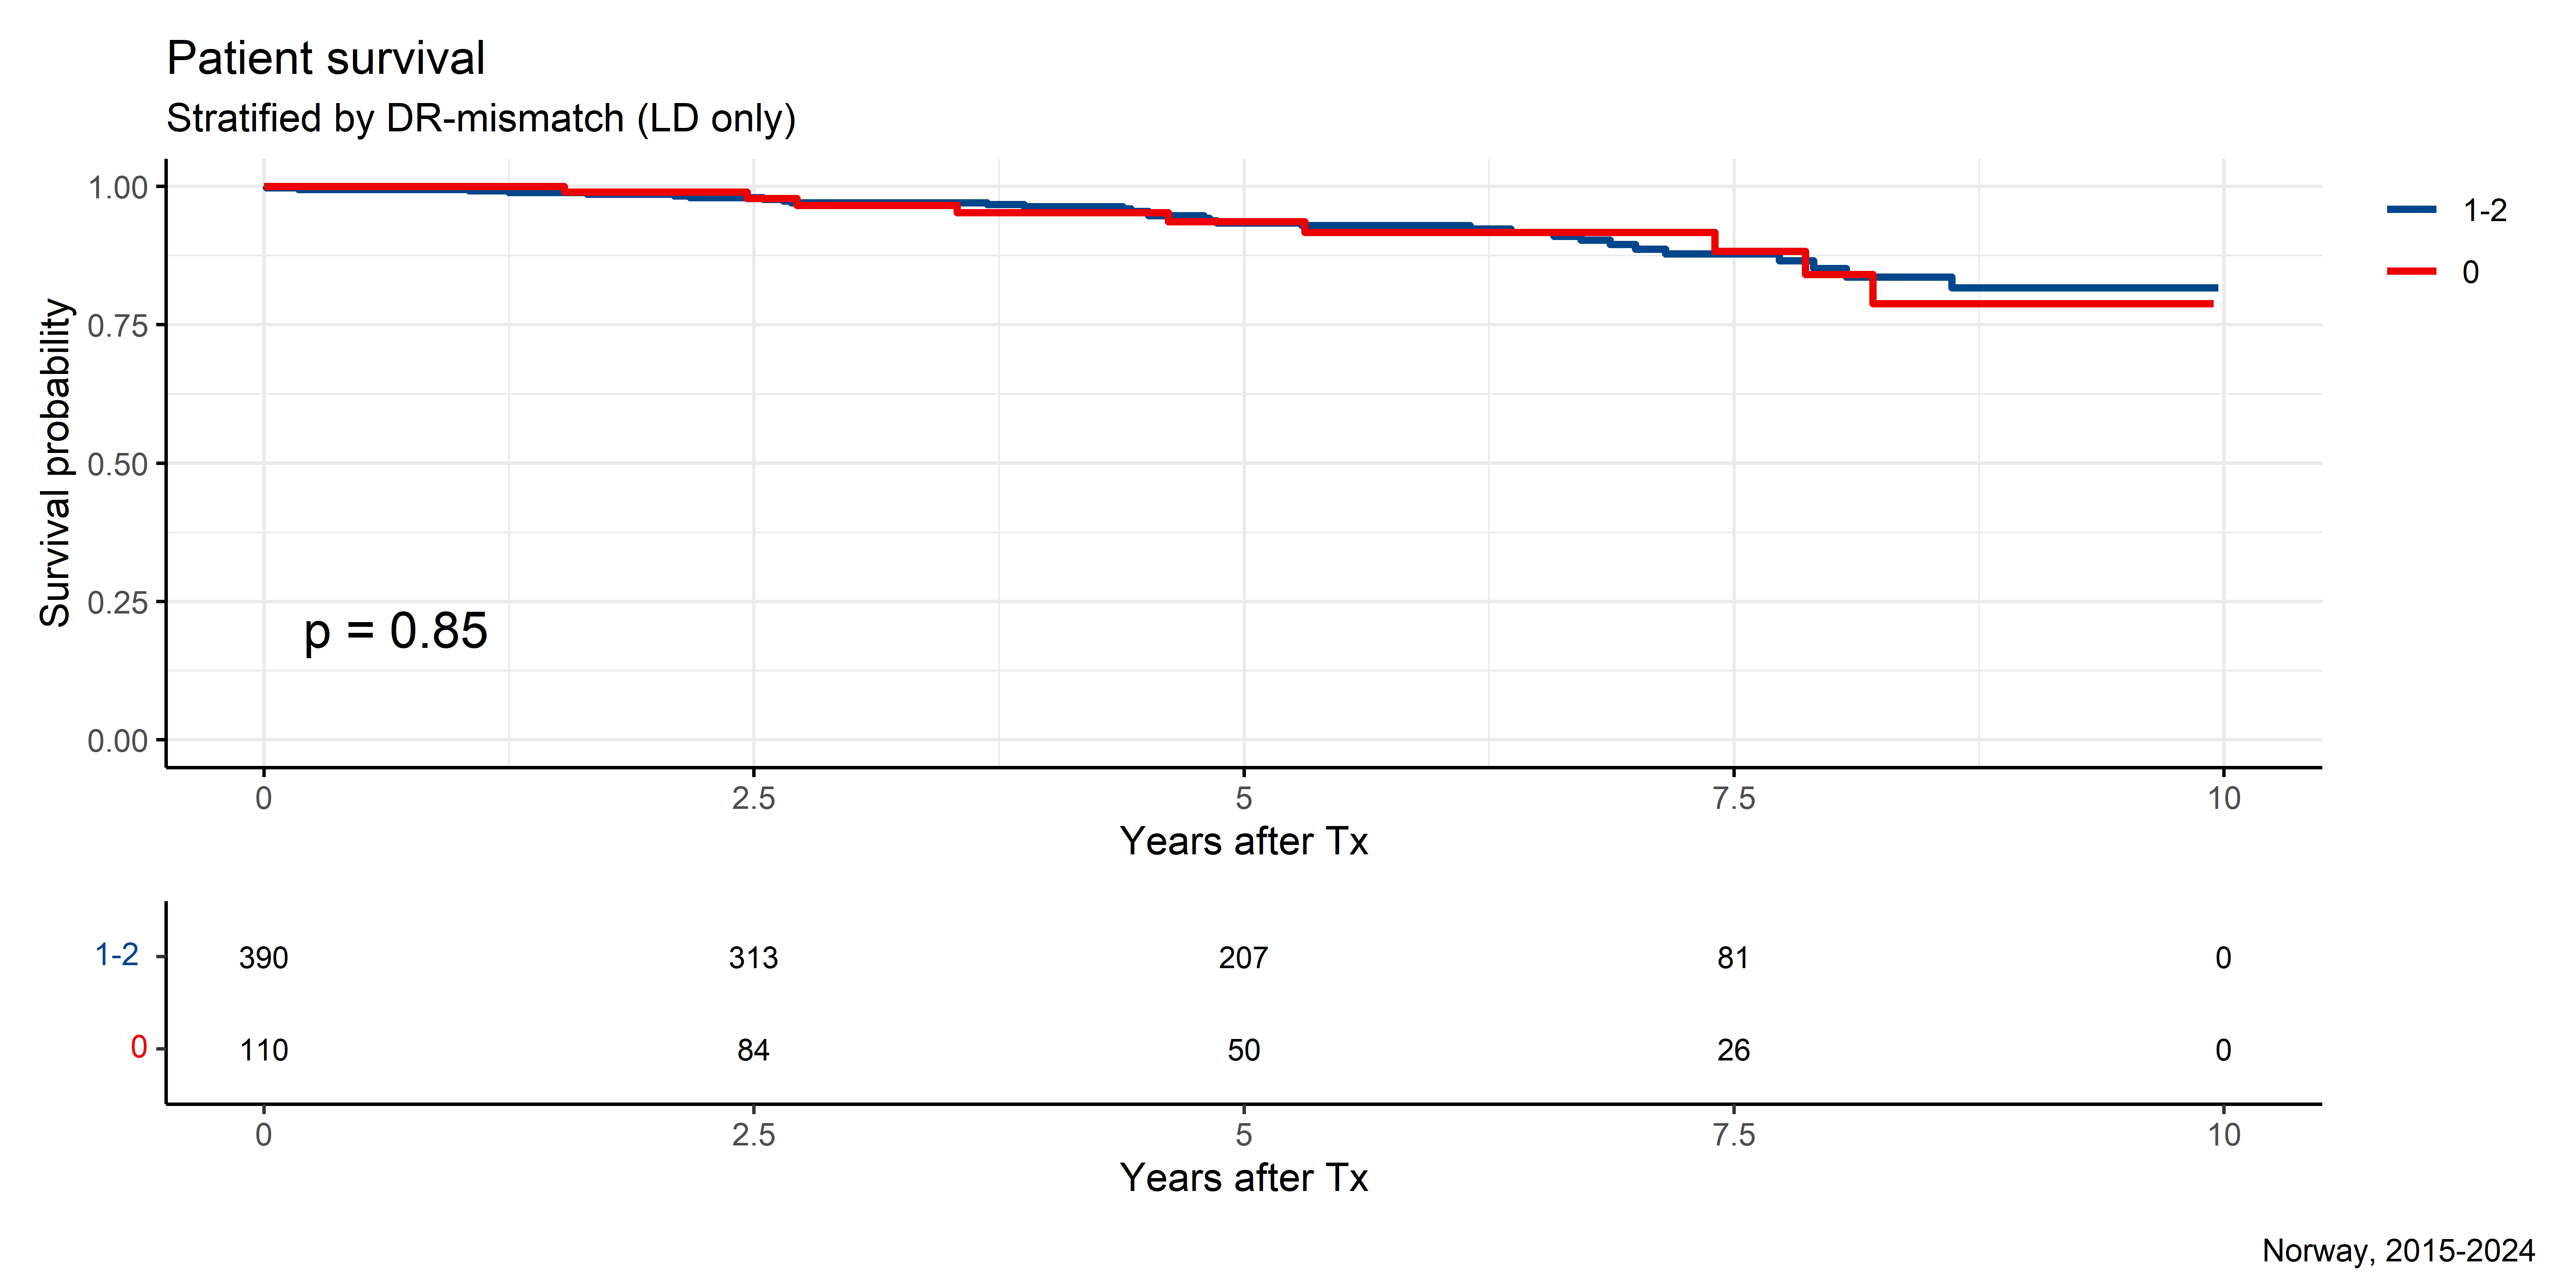 Patient survival
Stratified by DR-mismatch (LD only)
Survival probability
1.00
0.75
0.50
0.25
0.00
p = 0.85
1-2
0
0 2.5 5 7.5 10
Years after Tx
1-2 390 313 207 81 0
0 110 84 50 26 0
0 2.5 5 7.5 10
Years after Tx
Norway, 2015-2024